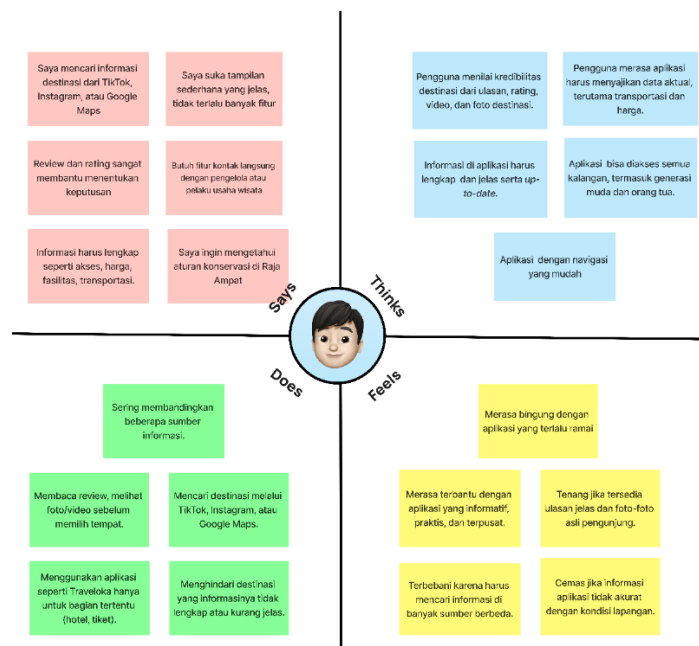 Saya mencari informasi
destinasi dari TikTok,
Instagram, atau Google
Maps
Saya suka tampilan
sederhana yang jelas,
tidak terlalu banyak fitur
Review dan rating sangat
membantu menentukan
keputusan
Butuh fitur kontak langsung
dengan pengelola atau
pelaku usaha wisata
Informasi harus lengkap
seperti akses, harga,
fasilitas, transportasi.
Saya ingin mengetahui
aturan konservasi di Raja
Ampat
Says
Pengguna menilai kredibilitas
destinasi dari ulasan, rating,
video, dan foto destinasi.
Pengguna merasa aplikasi
harus menyajikan data aktual,
terutama transportasi dan
harga.
Informasi di aplikasi harus
lengkap dan jelas serta up-
to-date.
Aplikasi bisa diakses semua
kalangan, termasuk generasi
muda dan orang tua.
Aplikasi dengan navigasi
yang mudah
Thinks
Does
Sering membandingkan
beberapa sumber
informasi.
Membaca review, melihat
foto/video sebelum
memilih tempat.
Mencari destinasi melalui
TikTok, Instagram, atau
Google Maps.
Menggunakan aplikasi
seperti Traveloka hanya
untuk bagian tertentu
(hotel, tiket).
Menghindari destinasi
yang informasinya tidak
lengkap atau kurang jelas.
Feels
Merasa bingung dengan
aplikasi yang terlalu ramai
Merasa terbantu dengan
aplikasi yang informatif,
praktis, dan terpusat.
Tenang jika tersedia
ulasan jelas dan foto-foto
asli pengunjung.
Terbebani karena harus
mencari informasi di
banyak sumber berbeda.
Cemas jika informasi
aplikasi tidak akurat
dengan kondisi lapangan.